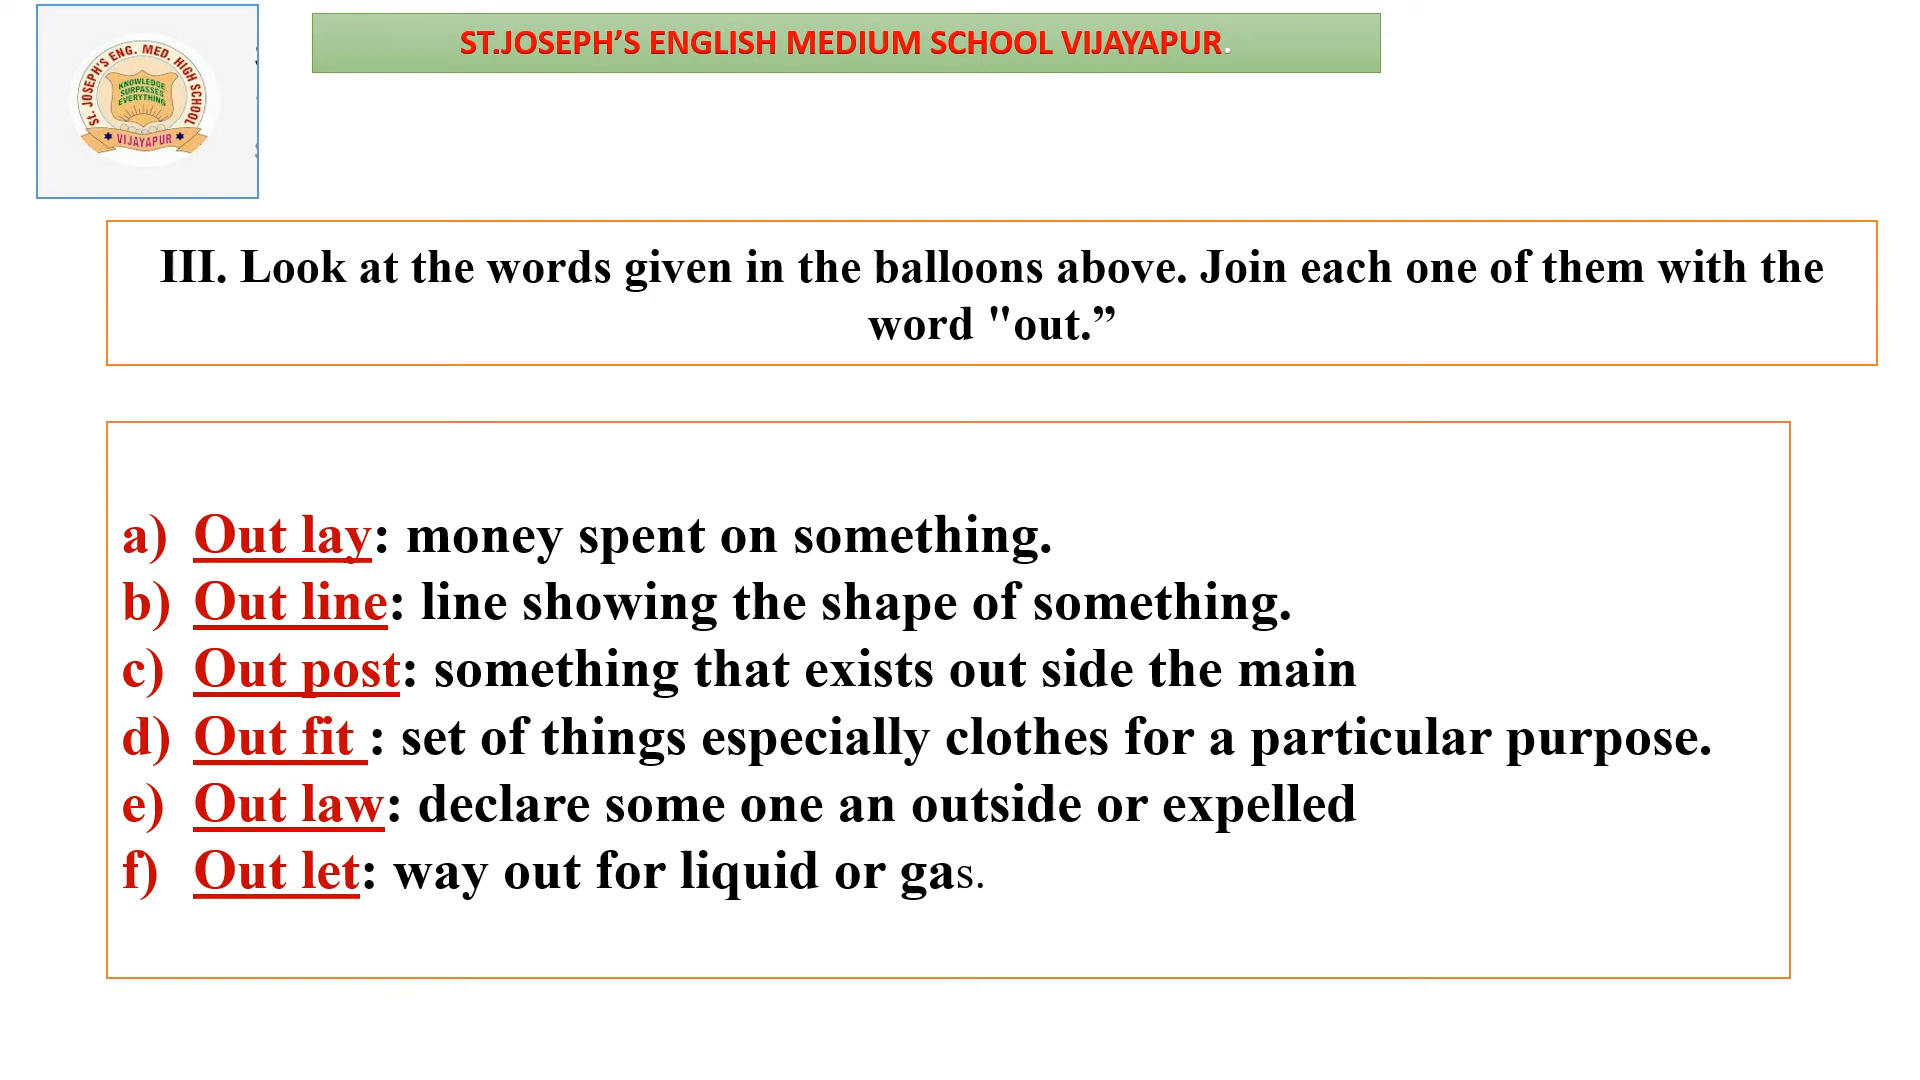 St. JOSEPH'S ENG. MED. HIGH SCHOOL
KNOWLEDGE
SURPASSES
EVERYTHING
VIJAYAPUR
ST.JOSEPH’S ENGLISH MEDIUM SCHOOL VIJAYAPUR.
III. Look at the words given in the balloons above. Join each one of them with the
word "out.”
a) Out lay: money spent on something.
b) Out line: line showing the shape of something.
c) Out post: something that exists out side the main
d) Out fit : set of things especially clothes for a particular purpose.
e) Out law: declare some one an outside or expelled
f) Out let: way out for liquid or gas.